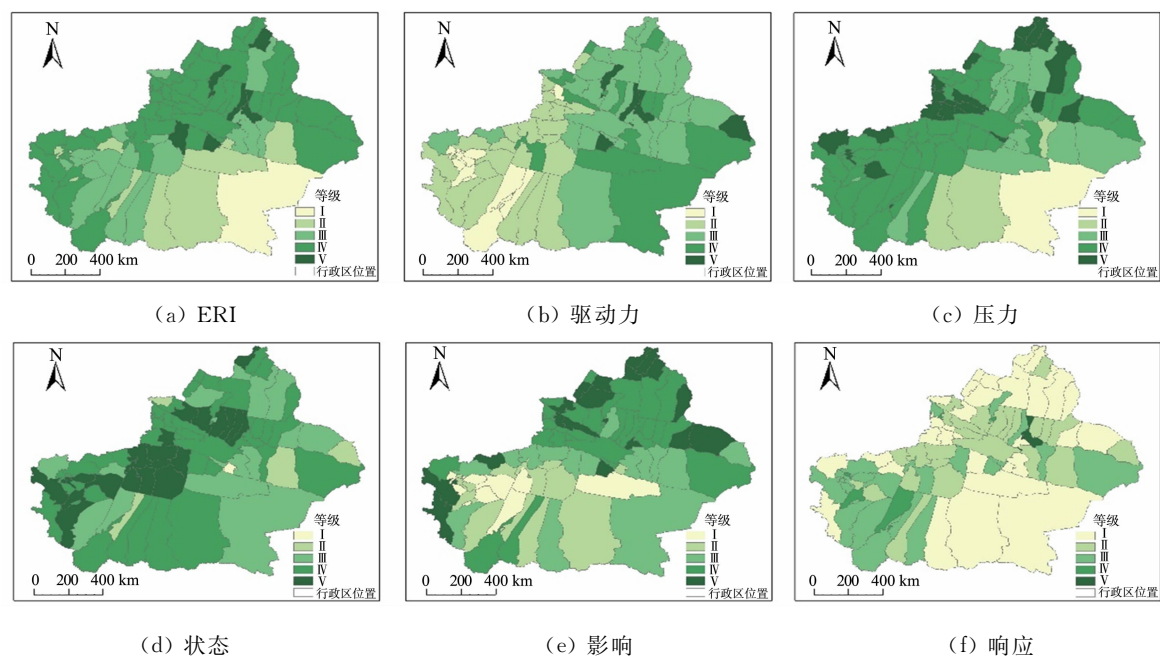 N
等级
Ⅰ
Ⅱ
Ⅲ
Ⅳ
Ⅴ
行政区位置
0 200 400 km
(a) ERI
N
等级
Ⅰ
Ⅱ
Ⅲ
Ⅳ
Ⅴ
行政区位置
0 200 400 km
(b) 驱动力
N
等级
Ⅰ
Ⅱ
Ⅲ
Ⅳ
Ⅴ
行政区位置
0 200 400 km
(c) 压力
N
等级
Ⅰ
Ⅱ
Ⅲ
Ⅳ
Ⅴ
行政区位置
0 200 400 km
(d) 状态
N
等级
Ⅰ
Ⅱ
Ⅲ
Ⅳ
Ⅴ
行政区位置
0 200 400 km
(e) 影响
N
等级
Ⅰ
Ⅱ
Ⅲ
Ⅳ
Ⅴ
行政区位置
0 200 400 km
(f) 响应